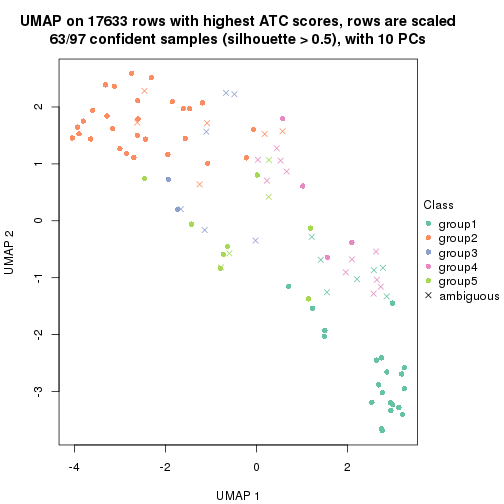 UMAP on 17633 rows with highest ATC scores, rows are scaled
63/97 confident samples (silhouette > 0.5), with 10 PCs
UMAP 2
2
1
0
-1
-2
-3
-4
-2
0
2
UMAP 1
Class
group1
group2
group3
group4
group5
ambiguous